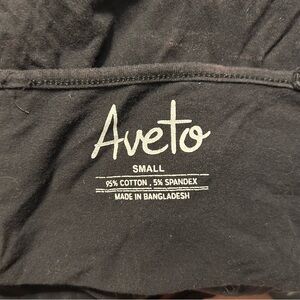 Aveto
SMALL
95% COTTON , 5% SPANDEX
MADE IN BANGLADESH